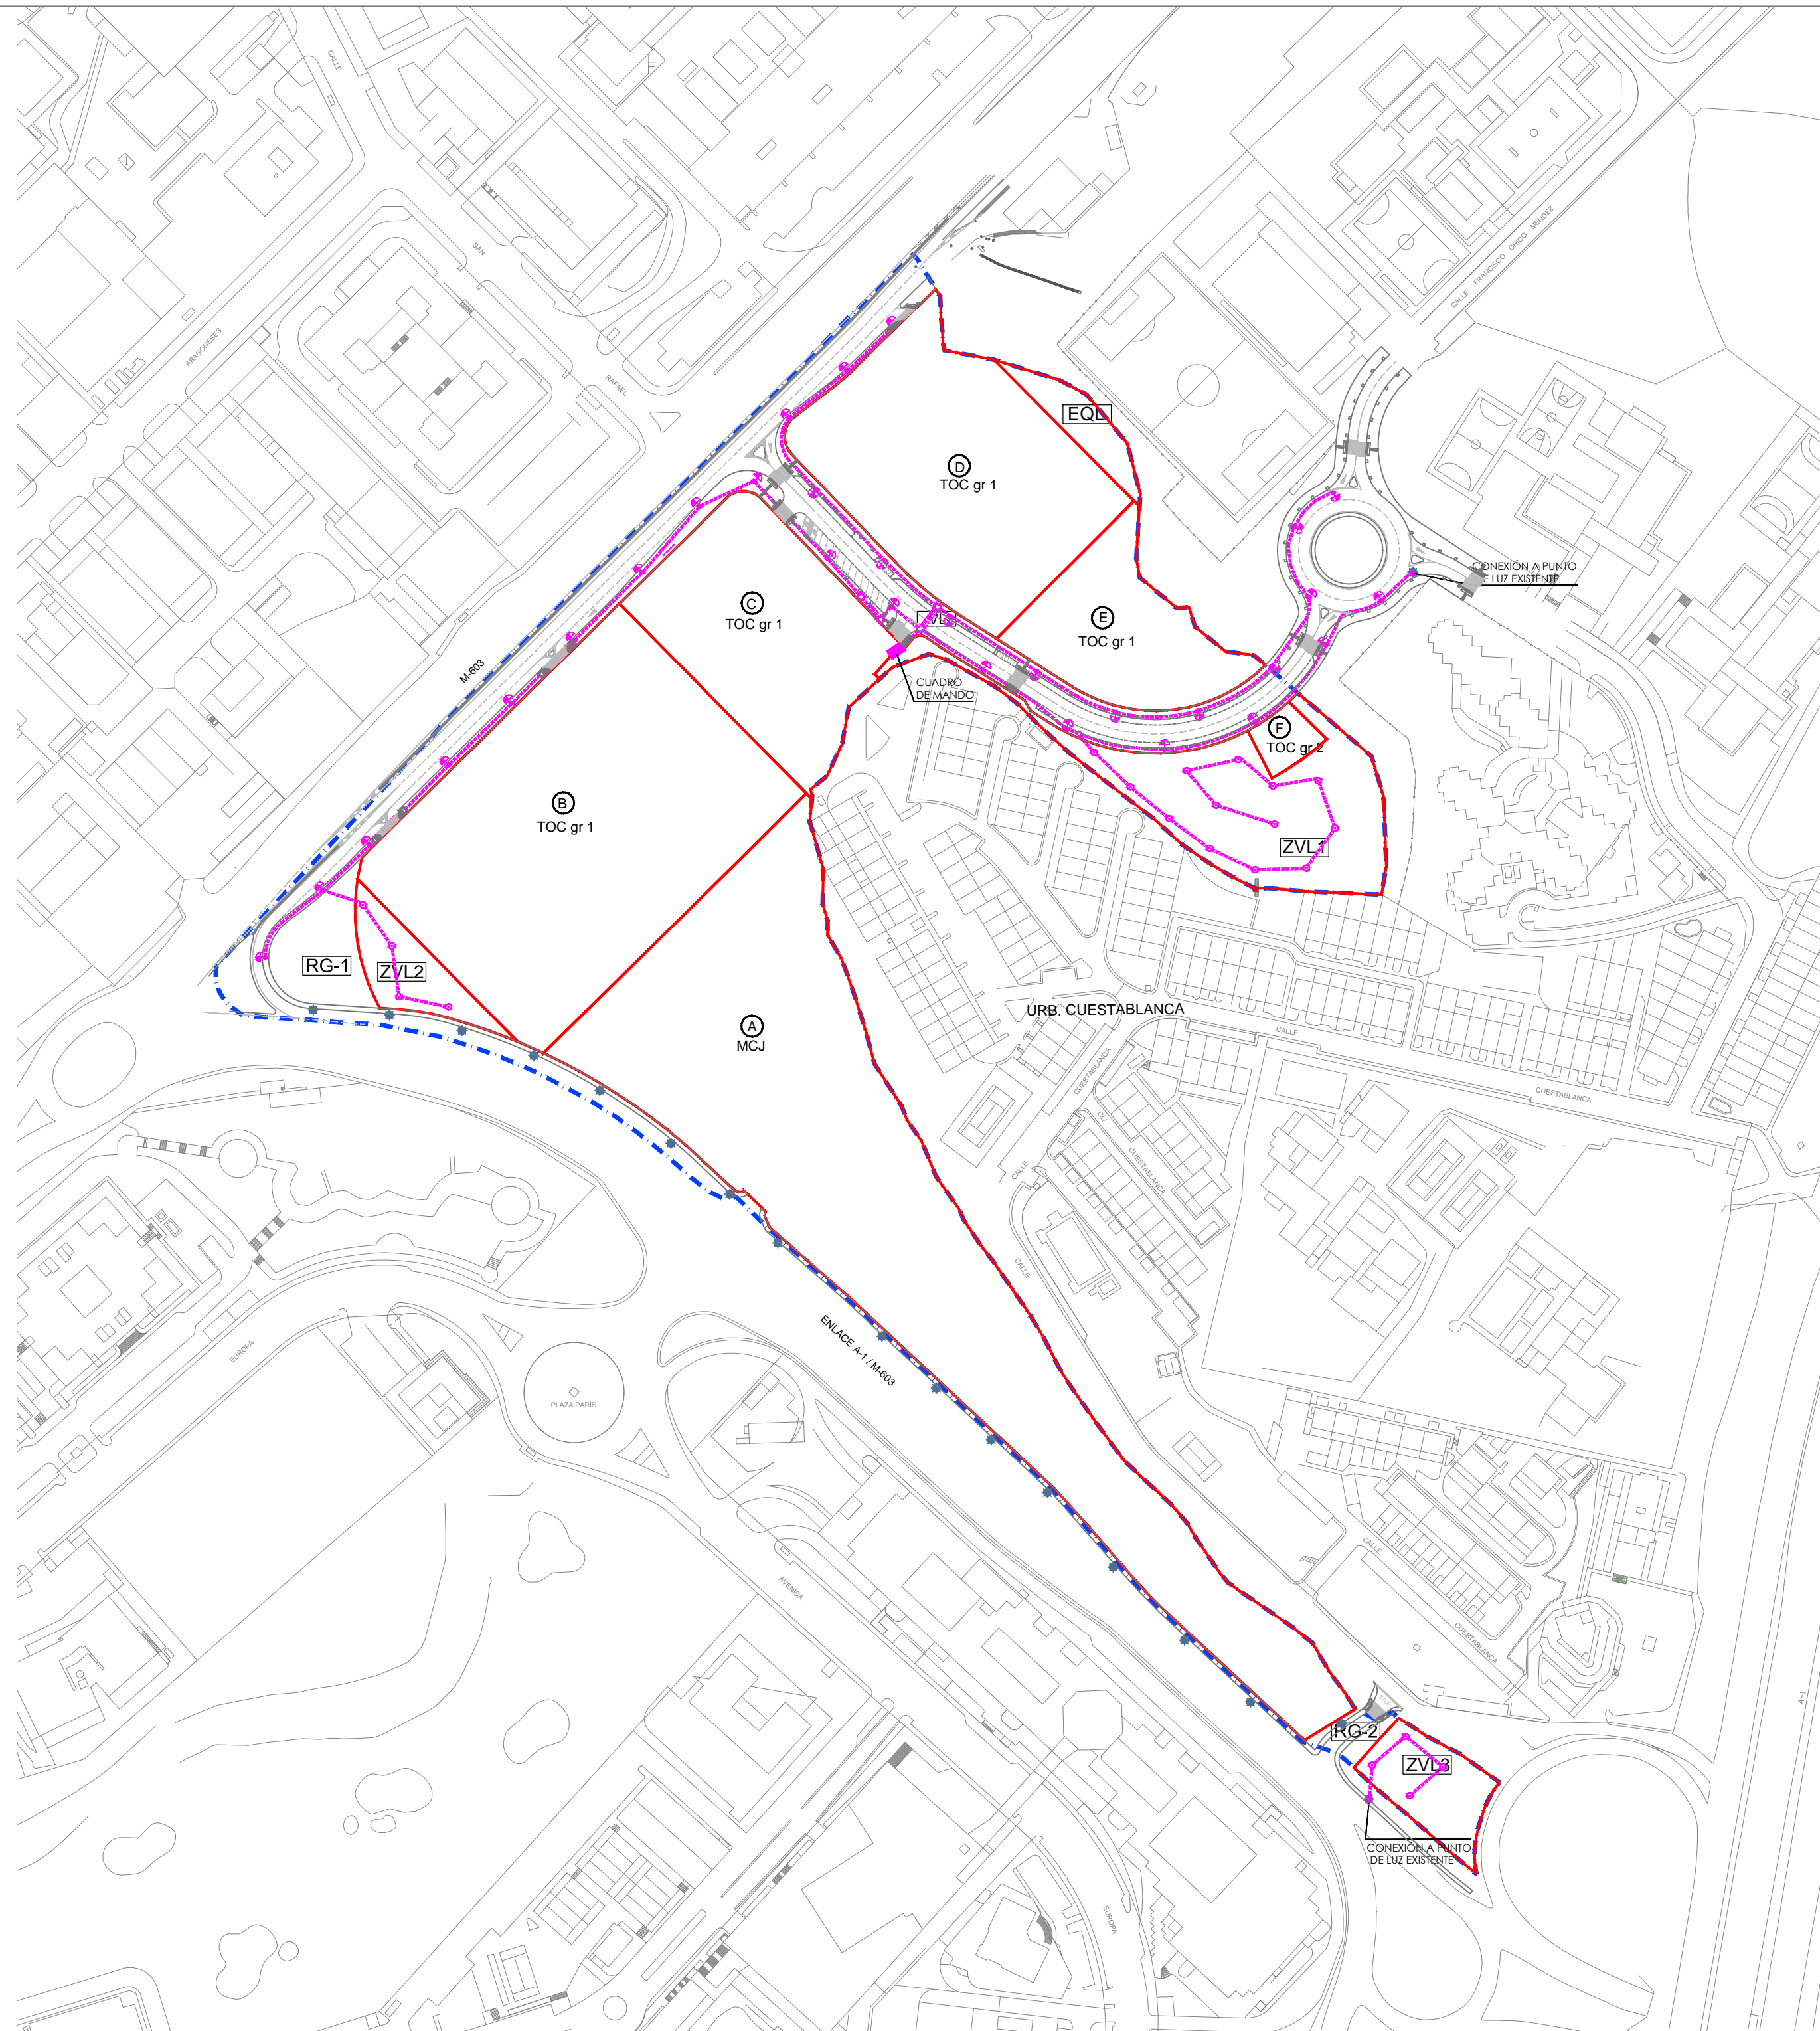 CALLE
SAN
ARAGONESES
RAFAEL
CALLE FRANCISCO CHICO MENDEZ
EQL
D
TOC gr 1
CONEXIÓN A PUNTO
DE LUZ EXISTENTE
C
TOC gr 1
E
TOC gr 1
M-603
CUADRO
DE MANDO
F
TOC gr 2
B
TOC gr 1
ZVL1
RG-1
ZVL2
URB. CUESTABLANCA
A
MCJ
CALLE
CUESTABLANCA
CUESTABLANCA
C/
CUESTABLANCA
CALLE
CALLE
ENLACE A-1 / M-603
EUROPA
PLAZA PARÍS
AVENIDA
CALLE
CUESTABLANCA
A-1
RG-2
ZVL3
CONEXIÓN A PUNTO
DE LUZ EXISTENTE
EUROPA